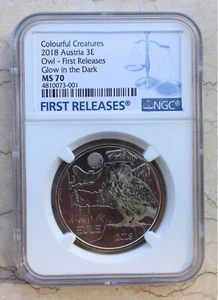 Colourful Creatures
2018 Austria 3E
Owl - First Releases
Glow in the Dark
MS 70
4810073-001
FIRST RELEASES®
NGC®
EULE
2018